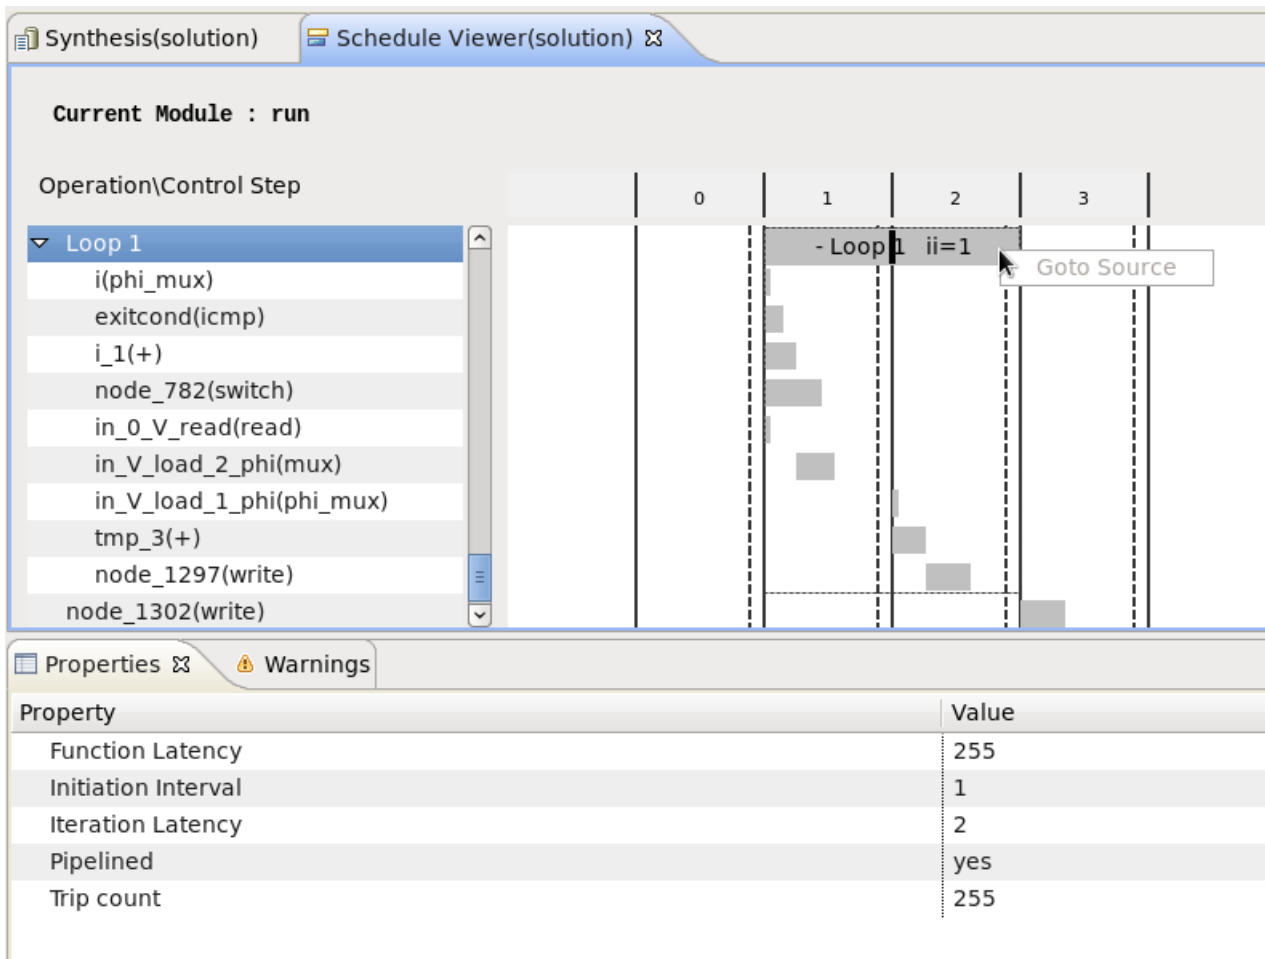 Synthesis(solution) Schedule Viewer(solution)
Current Module : run
Operation\Control Step 0 1 2 3
Loop 1 - Loop 1 ii=1
Goto Source
i(phi_mux)
exitcond(icmp)
i_1(+)
node_782(switch)
in_0_V_read(read)
in_V_load_2_phi(mux)
in_V_load_1_phi(phi_mux)
tmp_3(+)
node_1297(write)
node_1302(write)
Properties Warnings
Property Value
Function Latency 255
Initiation Interval 1
Iteration Latency 2
Pipelined yes
Trip count 255